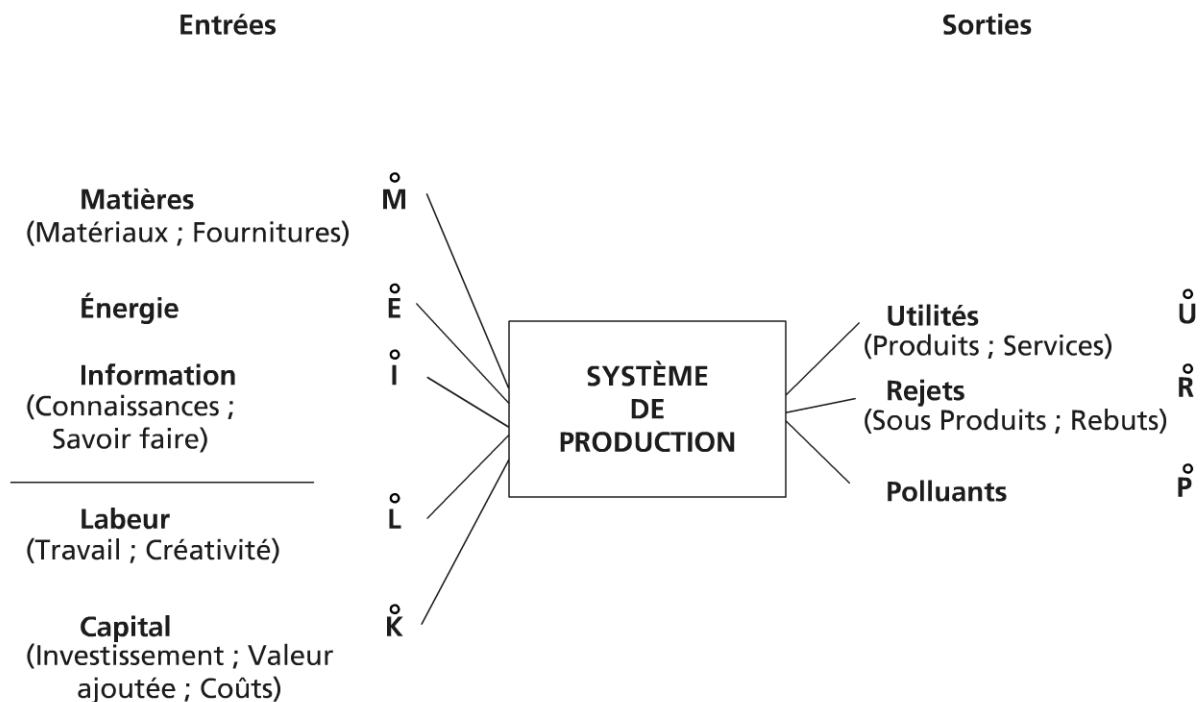 Entrées
Sorties
Matières M̊
(Matériaux ; Fournitures)
Énergie E̊
Information I̊
(Connaissances ;
Savoir faire)
Labeur L̊
(Travail ; Créativité)
Capital K̊
(Investissement ; Valeur
ajoutée ; Coûts)
SYSTÈME
DE
PRODUCTION
Utilités Ů
(Produits ; Services)
Rejets R̊
(Sous Produits ; Rebuts)
Polluants P̊